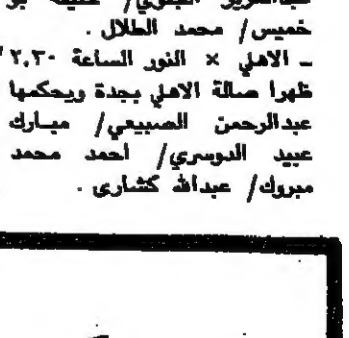 خميس/ محمد الطلال .
ـ الاهلي × النور الساعة ٢,٣٠
ظهرا صالة الاهلي بجدة ويحكمها
عبدالرحمن الصبيعي/ مبارك
عبيد الدوسري/ احمد محمد
مبروك/ عبدالله كشارى .